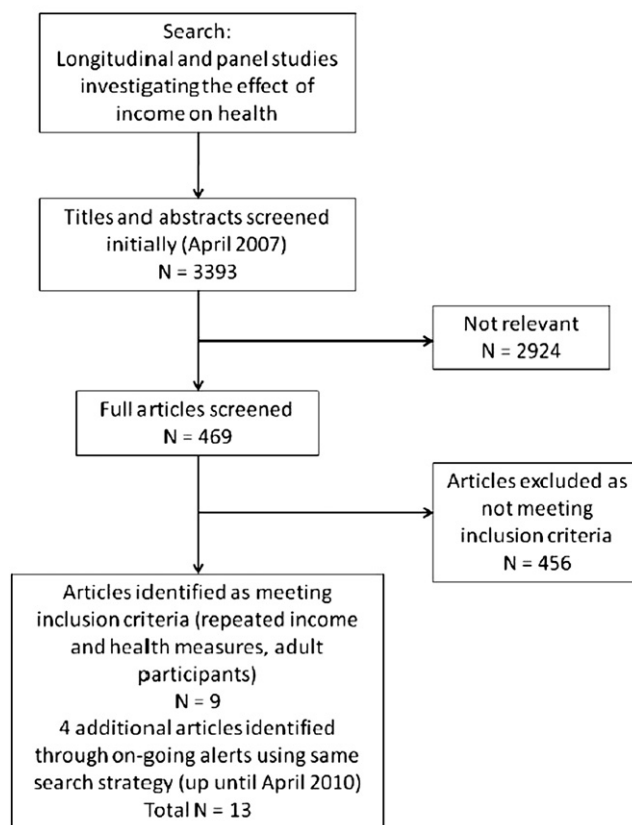 Search:
Longitudinal and panel studies
investigating the effect of
income on health
Titles and abstracts screened
initially (April 2007)
N = 3393
Not relevant
N = 2924
Full articles screened
N = 469
Articles excluded as
not meeting
inclusion criteria
N = 456
Articles identified as meeting
inclusion criteria (repeated income
and health measures, adult
participants)
N = 9
4 additional articles identified
through on-going alerts using same
search strategy (up until April 2010)
Total N = 13